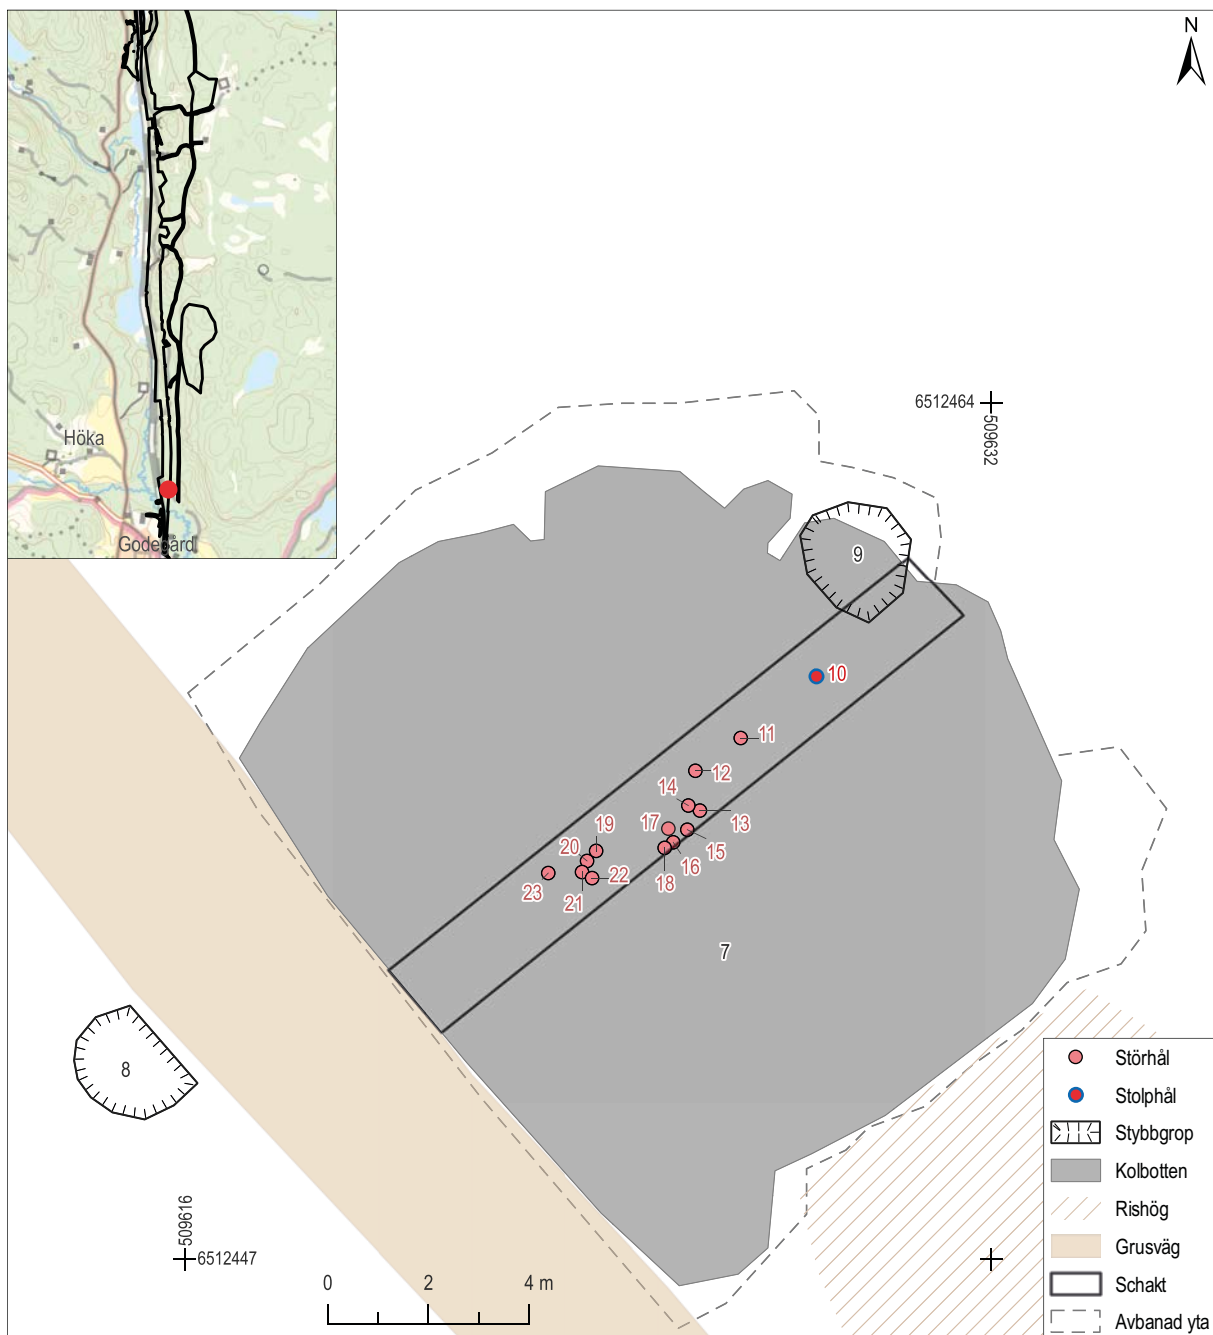 N
Höka
Godegård
6512464
509632
9
10
11
12
14
13
17
19
15
20
16
22
18
23
21
7
8
509616
6512447
0 2 4 m
Störhål
Stolphål
Stybbgrop
Kolbotten
Rishög
Grusväg
Schakt
Avbanad yta